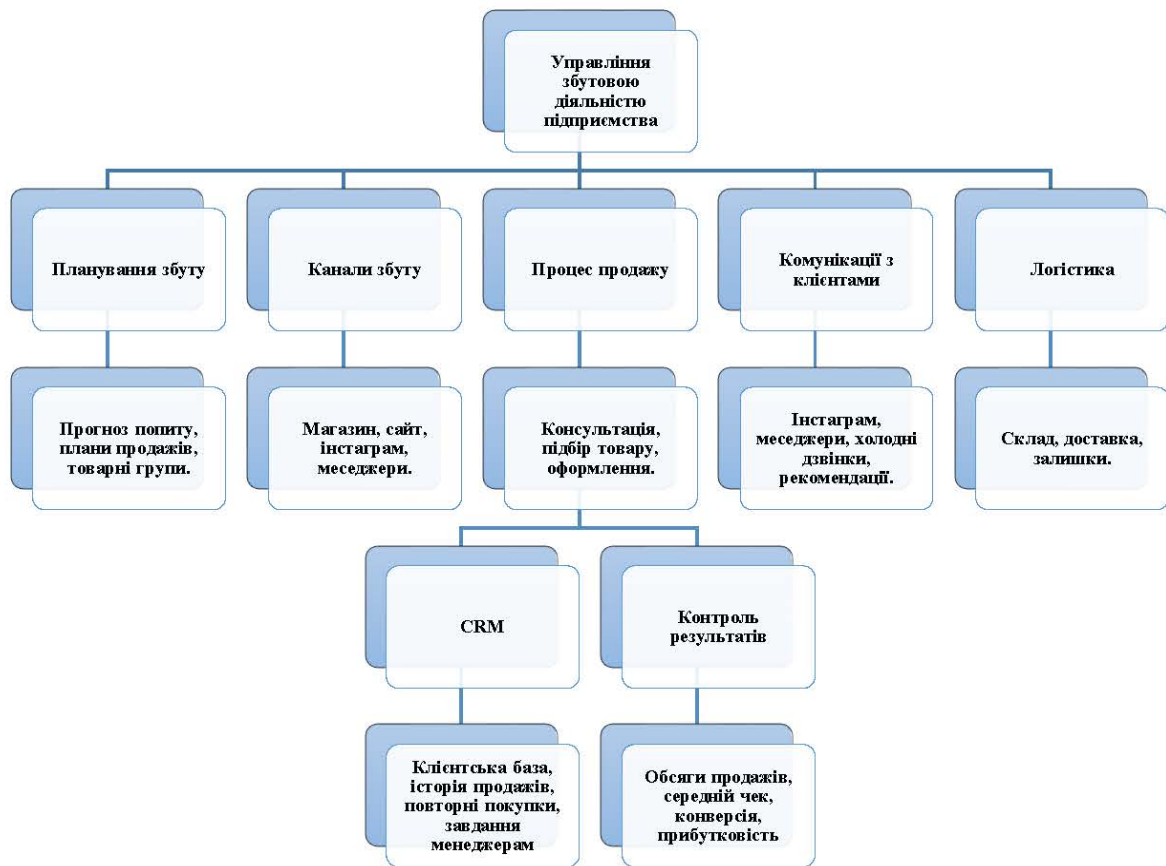 Управління
збутовою
діяльністю
підприємства
Планування збуту
Канали збуту
Процес продажу
Комунікації з
клієнтами
Логістика
Прогноз попиту,
плани продажів,
товарні групи.
Магазин, сайт,
інстаграм,
меседжери.
Консультація,
підбір товару,
оформлення.
Інстаграм,
меседжери, холодні
дзвінки,
рекомендації.
Склад, доставка,
залишки.
CRM
Контроль
результатів
Клієнтська база,
історія продажів,
повторні покупки,
завдання
менеджерам
Обсяги продажів,
середній чек,
конверсія,
прибутковість